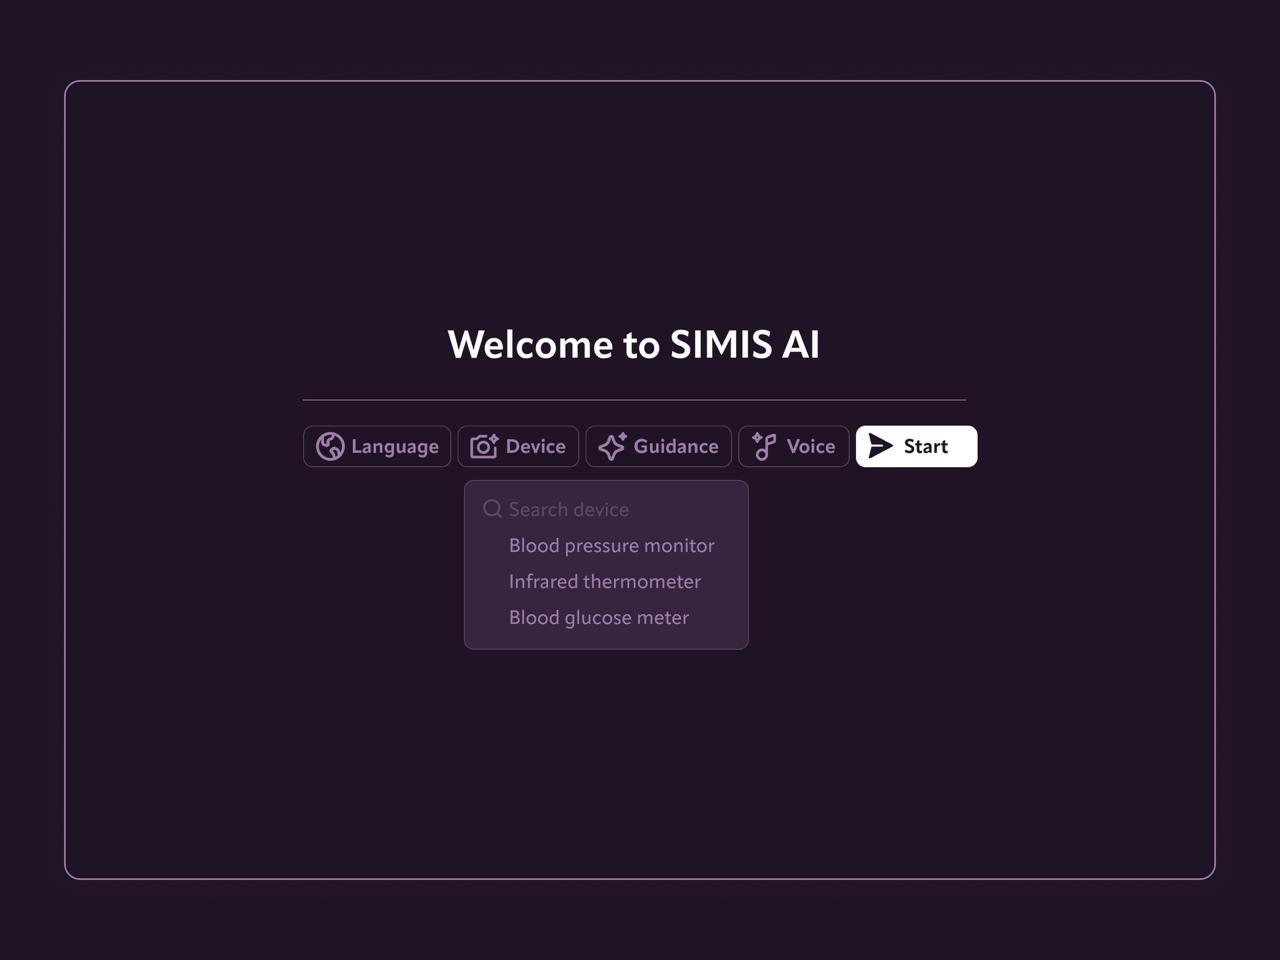 Welcome to SIMIS AI
Language Device Guidance Voice Start
Search device
Blood pressure monitor
Infrared thermometer
Blood glucose meter